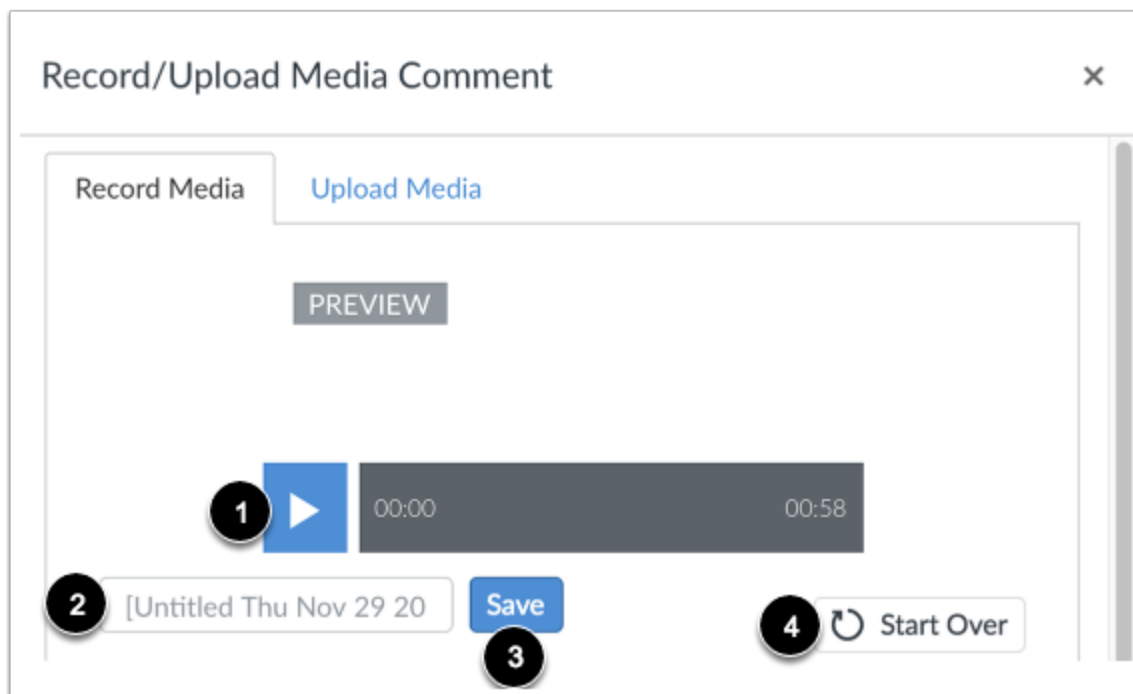 Record/Upload Media Comment ×
Record Media Upload Media
PREVIEW
1 00:00 00:58
2 [Untitled Thu Nov 29 20 Save
4 Start Over
3